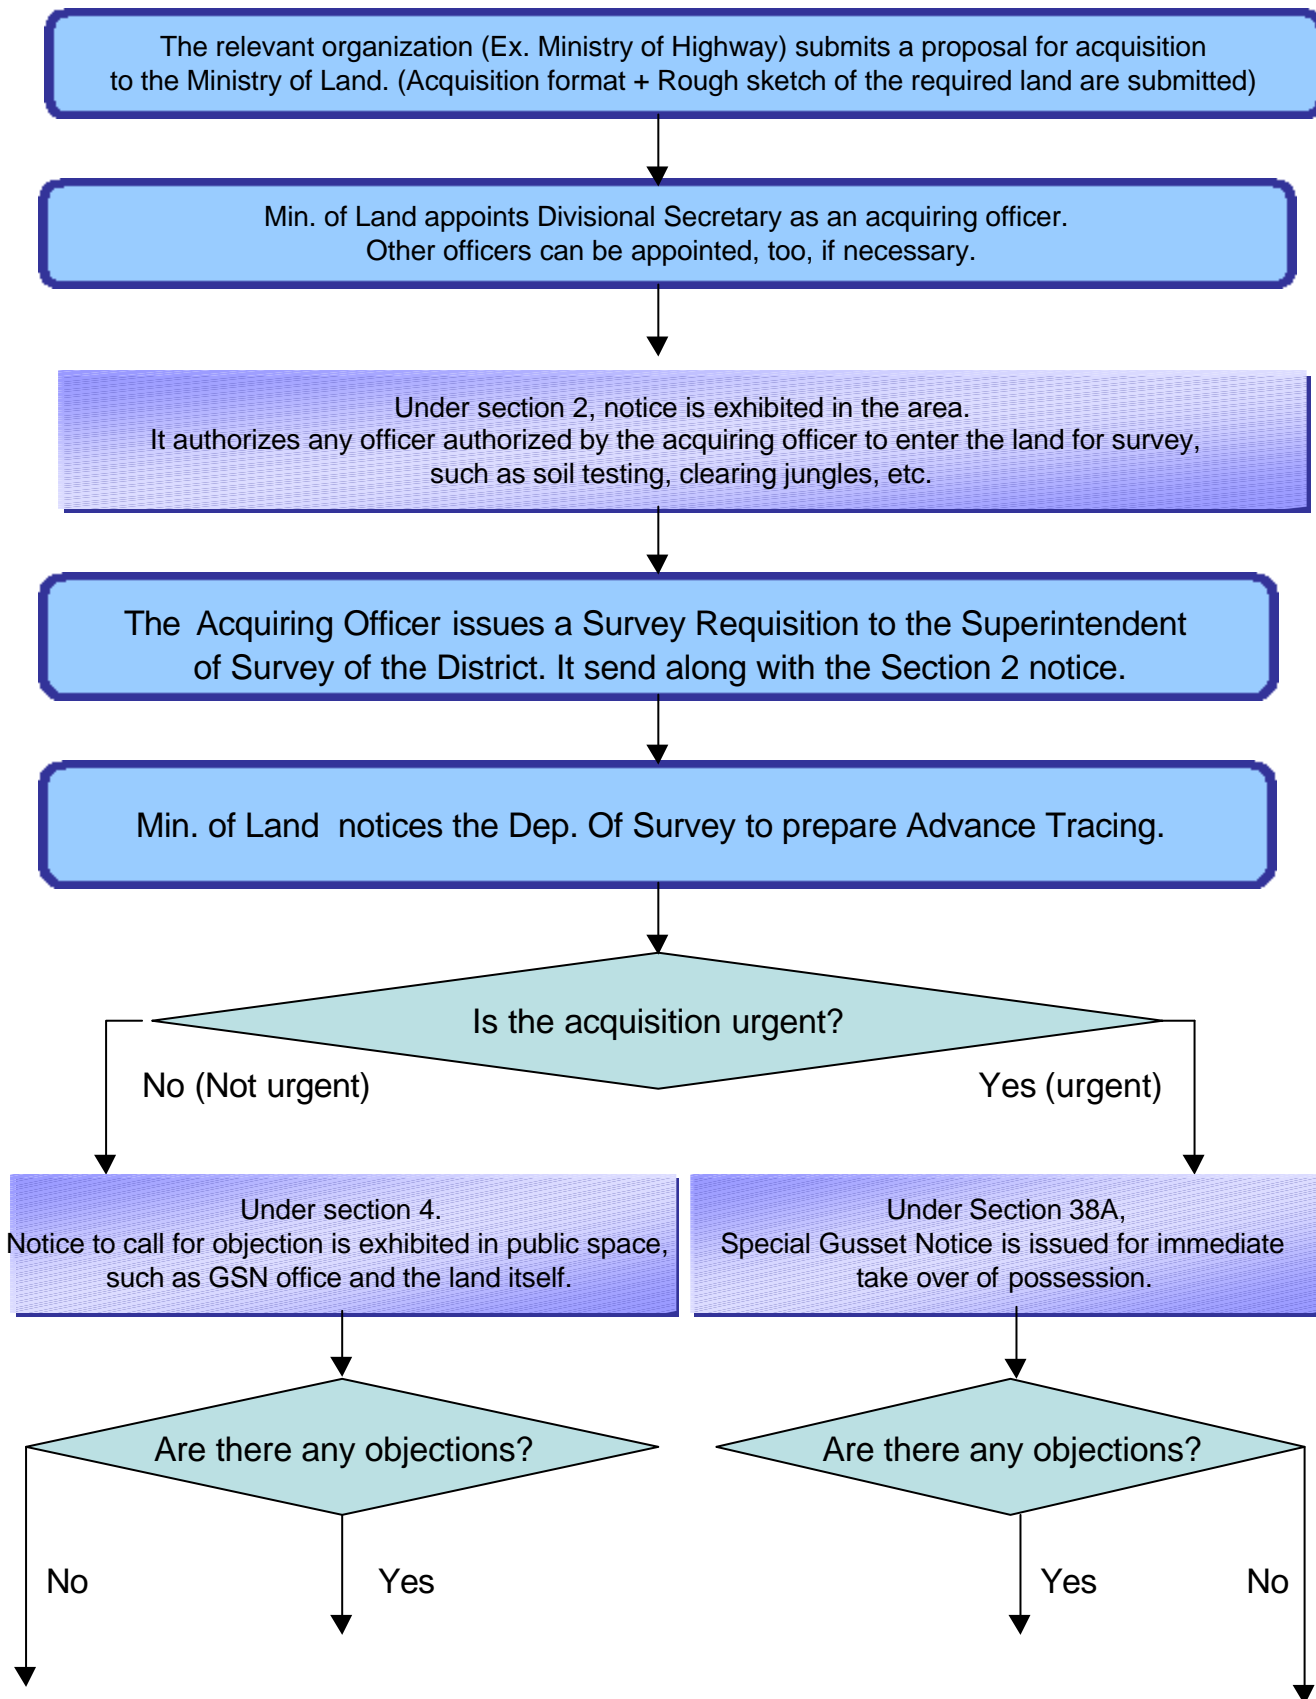 The relevant organization (Ex. Ministry of Highway) submits a proposal for acquisition
to the Ministry of Land. (Acquisition format + Rough sketch of the required land are submitted)
Min. of Land appoints Divisional Secretary as an acquiring officer.
Other officers can be appointed, too, if necessary.
Under section 2, notice is exhibited in the area.
It authorizes any officer authorized by the acquiring officer to enter the land for survey,
such as soil testing, clearing jungles, etc.
The Acquiring Officer issues a Survey Requisition to the Superintendent
of Survey of the District. It send along with the Section 2 notice.
Min. of Land notices the Dep. Of Survey to prepare Advance Tracing.
Is the acquisition urgent?
No (Not urgent)
Yes (urgent)
Under section 4.
Notice to call for objection is exhibited in public space,
such as GSN office and the land itself.
Under Section 38A,
Special Gusset Notice is issued for immediate
take over of possession.
Are there any objections?
Are there any objections?
No
Yes
Yes
No